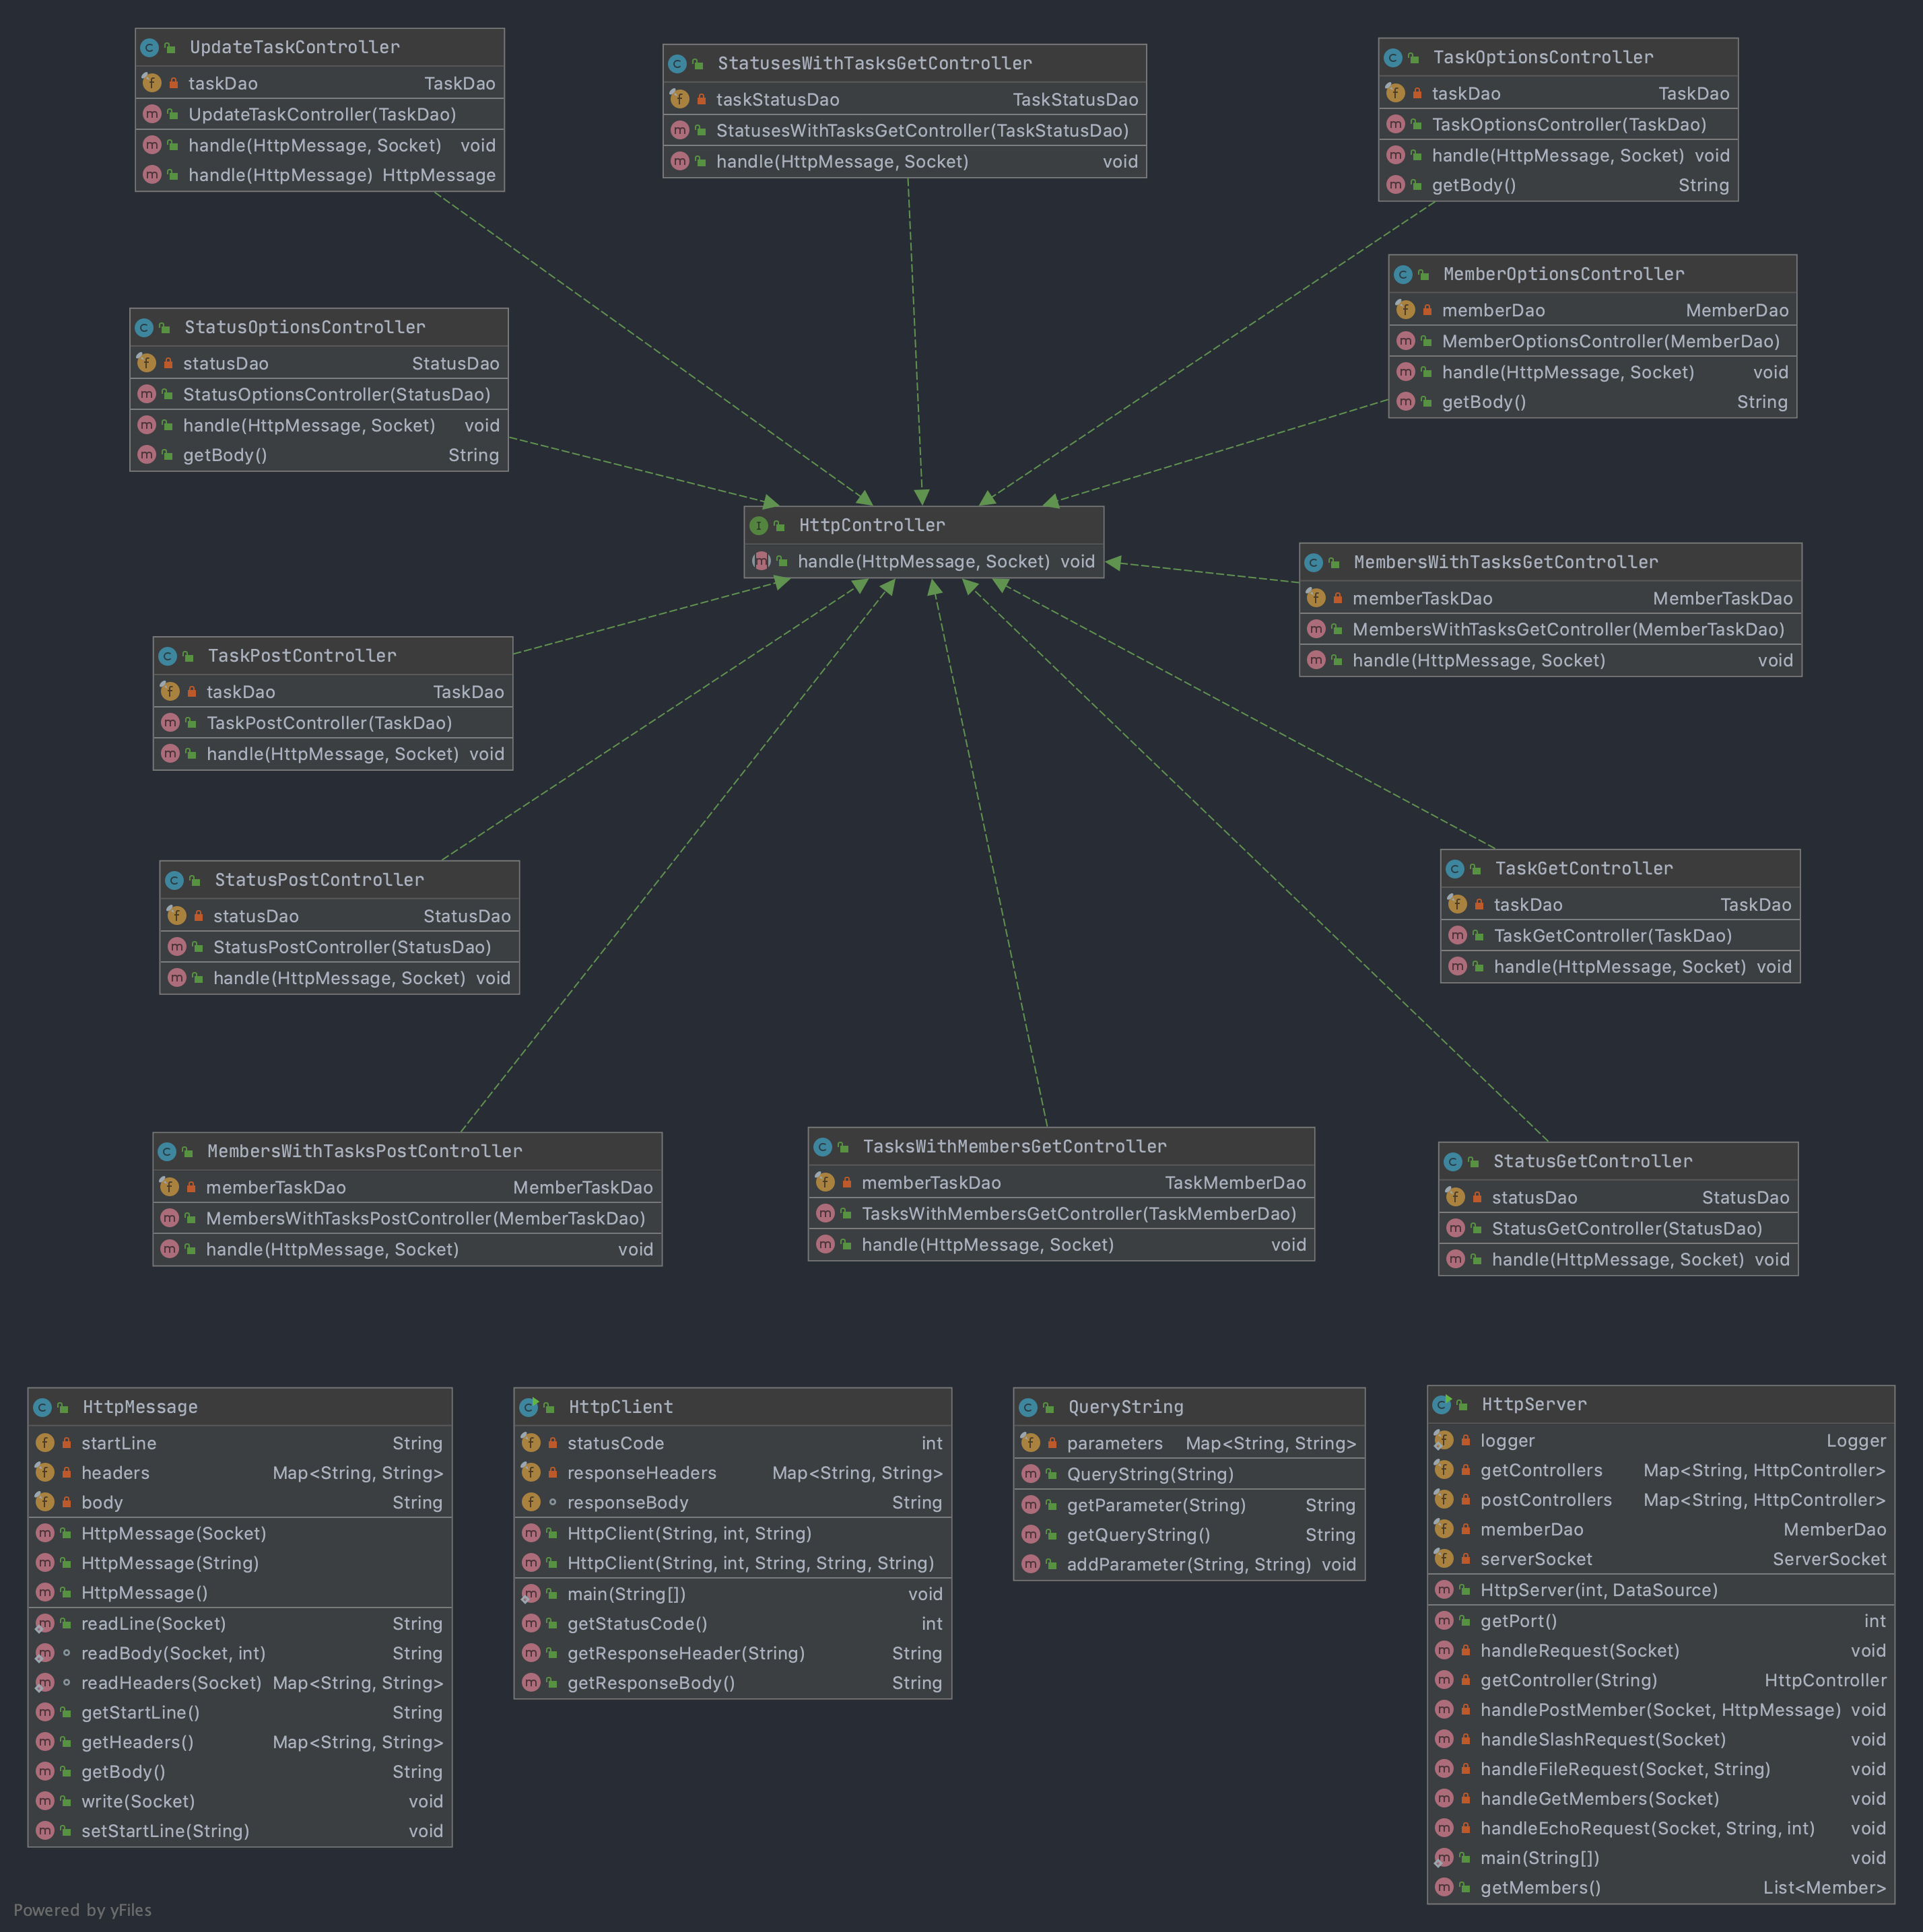 UpdateTaskController
taskDao TaskDao
UpdateTaskController(TaskDao)
handle(HttpMessage, Socket) void
handle(HttpMessage) HttpMessage
StatusesWithTasksGetController
taskStatusDao TaskStatusDao
StatusesWithTasksGetController(TaskStatusDao)
handle(HttpMessage, Socket) void
TaskOptionsController
taskDao TaskDao
TaskOptionsController(TaskDao)
handle(HttpMessage, Socket) void
getBody() String
MemberOptionsController
memberDao MemberDao
MemberOptionsController(MemberDao)
handle(HttpMessage, Socket) void
getBody() String
StatusOptionsController
statusDao StatusDao
StatusOptionsController(StatusDao)
handle(HttpMessage, Socket) void
getBody() String
HttpController
handle(HttpMessage, Socket) void
MembersWithTasksGetController
memberTaskDao MemberTaskDao
MembersWithTasksGetController(MemberTaskDao)
handle(HttpMessage, Socket) void
TaskPostController
taskDao TaskDao
TaskPostController(TaskDao)
handle(HttpMessage, Socket) void
StatusPostController
statusDao StatusDao
StatusPostController(StatusDao)
handle(HttpMessage, Socket) void
TaskGetController
taskDao TaskDao
TaskGetController(TaskDao)
handle(HttpMessage, Socket) void
MembersWithTasksPostController
memberTaskDao MemberTaskDao
MembersWithTasksPostController(MemberTaskDao)
handle(HttpMessage, Socket) void
TasksWithMembersGetController
memberTaskDao TaskMemberDao
TasksWithMembersGetController(TaskMemberDao)
handle(HttpMessage, Socket) void
StatusGetController
statusDao StatusDao
StatusGetController(StatusDao)
handle(HttpMessage, Socket) void
HttpMessage
startLine String
headers Map<String, String>
body String
HttpMessage(Socket)
HttpMessage(String)
HttpMessage()
readLine(Socket) String
readBody(Socket, int) String
readHeaders(Socket) Map<String, String>
getStartLine() String
getHeaders() Map<String, String>
getBody() String
write(Socket) void
setStartLine(String) void
HttpClient
statusCode int
responseHeaders Map<String, String>
responseBody String
HttpClient(String, int, String)
HttpClient(String, int, String, String, String)
main(String[]) void
getStatusCode() int
getResponseHeader(String) String
getResponseBody() String
QueryString
parameters Map<String, String>
QueryString(String)
getParameter(String) String
getQueryString() String
addParameter(String, String) void
HttpServer
logger Logger
getControllers Map<String, HttpController>
postControllers Map<String, HttpController>
memberDao MemberDao
serverSocket ServerSocket
HttpServer(int, DataSource)
getPort() int
handleRequest(Socket) void
getController(String) HttpController
handlePostMember(Socket, HttpMessage) void
handleSlashRequest(Socket) void
handleFileRequest(Socket, String) void
handleGetMembers(Socket) void
handleEchoRequest(Socket, String, int) void
main(String[]) void
getMembers() List<Member>
Powered by yFiles